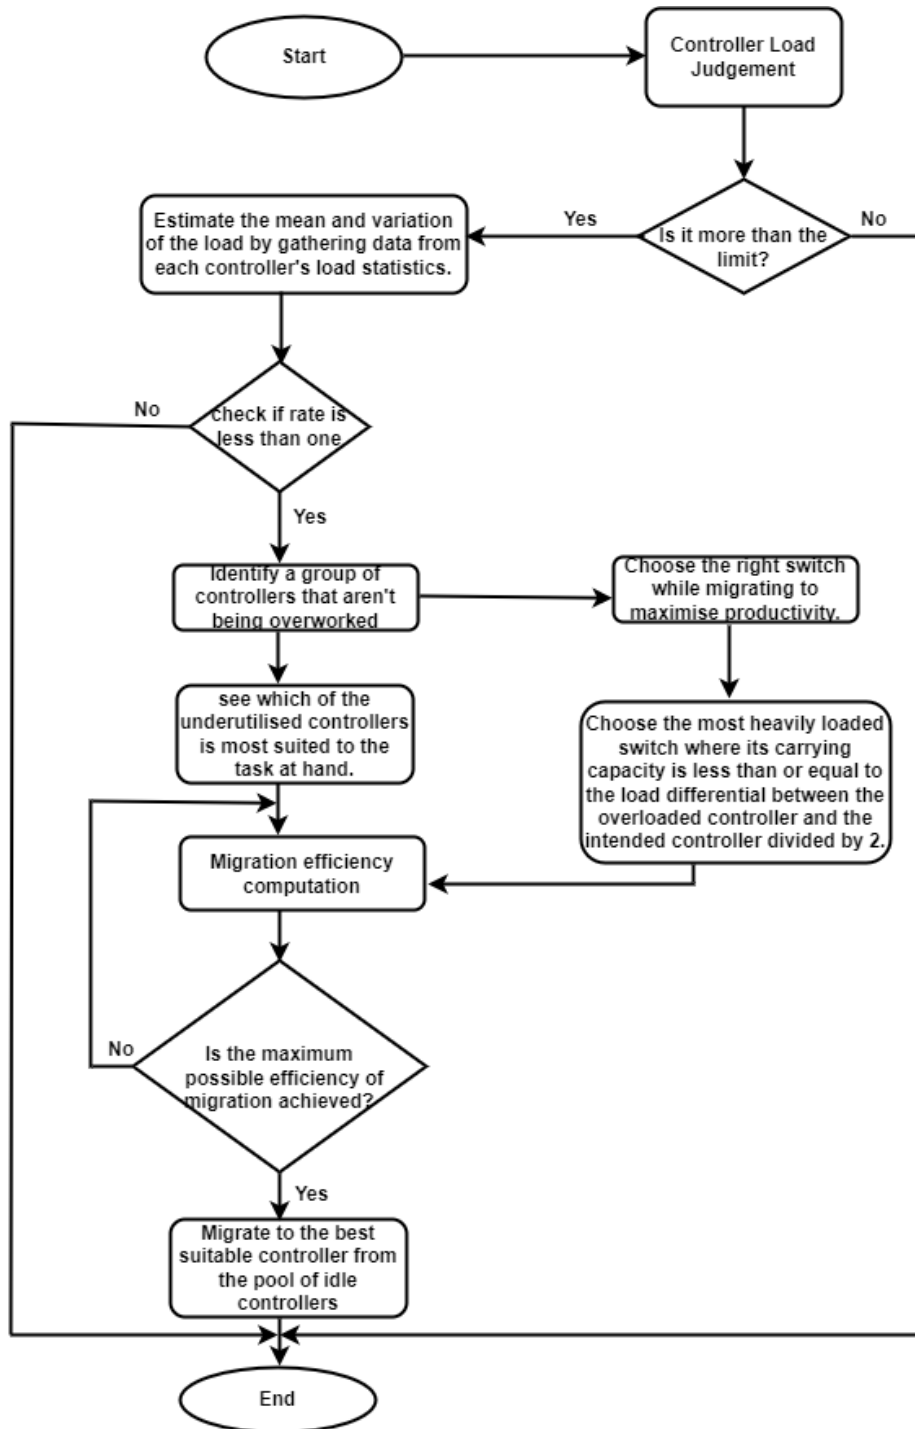 Start
Controller Load
Judgement
Is it more than the
limit?
Yes
No
Estimate the mean and variation
of the load by gathering data from
each controller's load statistics.
check if rate is
less than one
No
Yes
Identify a group of
controllers that aren't
being overworked
Choose the right switch
while migrating to
maximise productivity.
see which of the
underutilised controllers
is most suited to the
task at hand.
Choose the most heavily loaded
switch where its carrying
capacity is less than or equal to
the load differential between the
overloaded controller and the
intended controller divided by 2.
Migration efficiency
computation
No
Is the maximum
possible efficiency of
migration achieved?
Yes
Migrate to the best
suitable controller from
the pool of idle
controllers
End